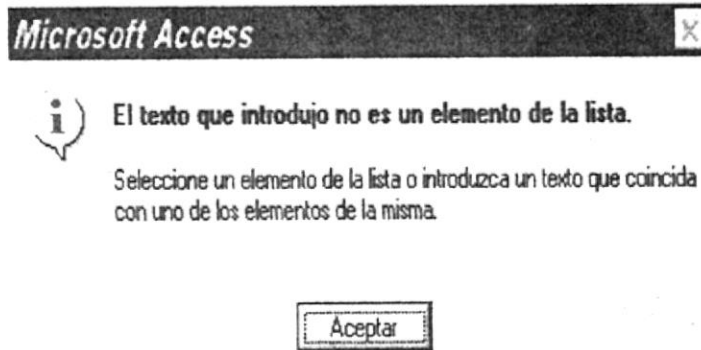 Microsoft Access
El texto que introdujo no es un elemento de la lista.
Seleccione un elemento de la lista o introduzca un texto que coincida
con uno de los elementos de la misma.
Aceptar